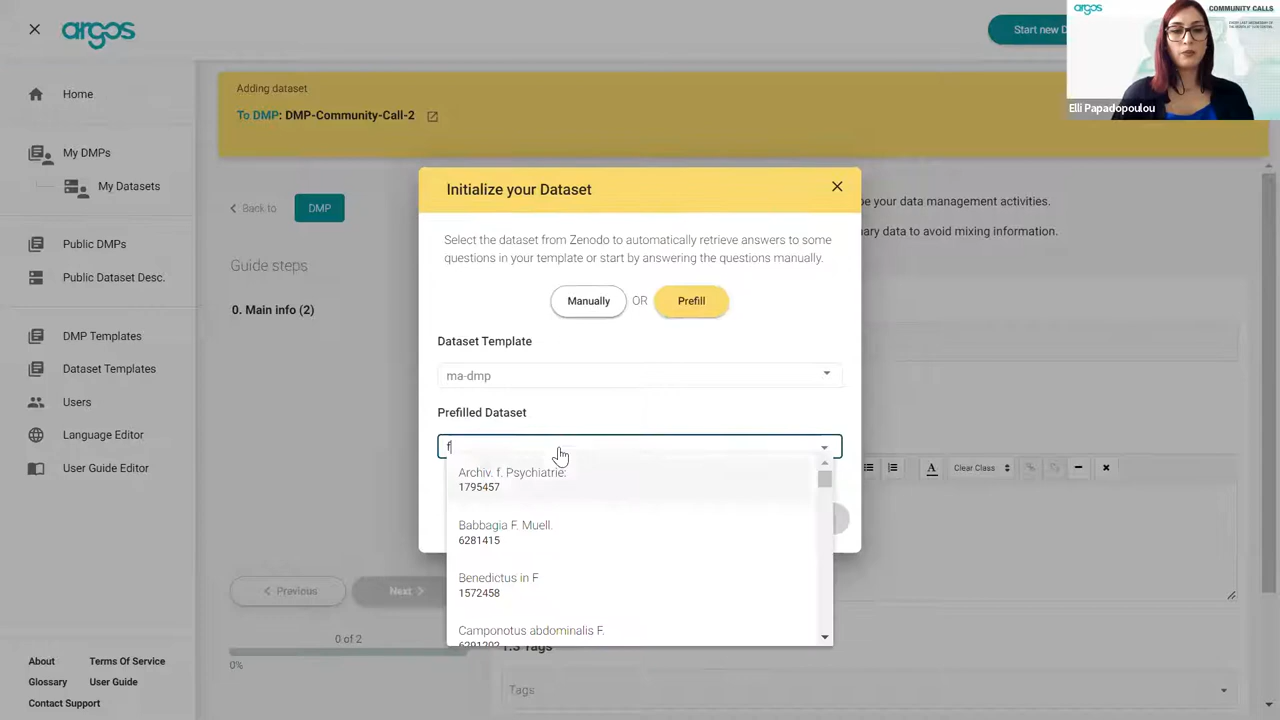 argos
Start new D
argos
COMMUNITY CALLS
Elli Papadopoulou
Home
My DMPs
My Datasets
Public DMPs
Public Dataset Desc.
DMP Templates
Dataset Templates
Users
Language Editor
User Guide Editor
About
Terms Of Service
Glossary
User Guide
Contact Support
Adding dataset
To DMP: DMP-Community-Call-2
Back to
DMP
Guide steps
0. Main info (2)
be your data management activities.
ary data to avoid mixing information.
Initialize your Dataset
Select the dataset from Zenodo to automatically retrieve answers to some
questions in your template or start by answering the questions manually.
Manually
OR
Prefill
Dataset Template
ma-dmp
Prefilled Dataset
f
Archiv. f. Psychiatrie:
1795457
Babbagia F. Muell.
6281415
Benedictus in F
1572458
Camponotus abdominalis F.
A
Clear Class
Previous
Next
0 of 2
0%
1.3 Tags
Tags